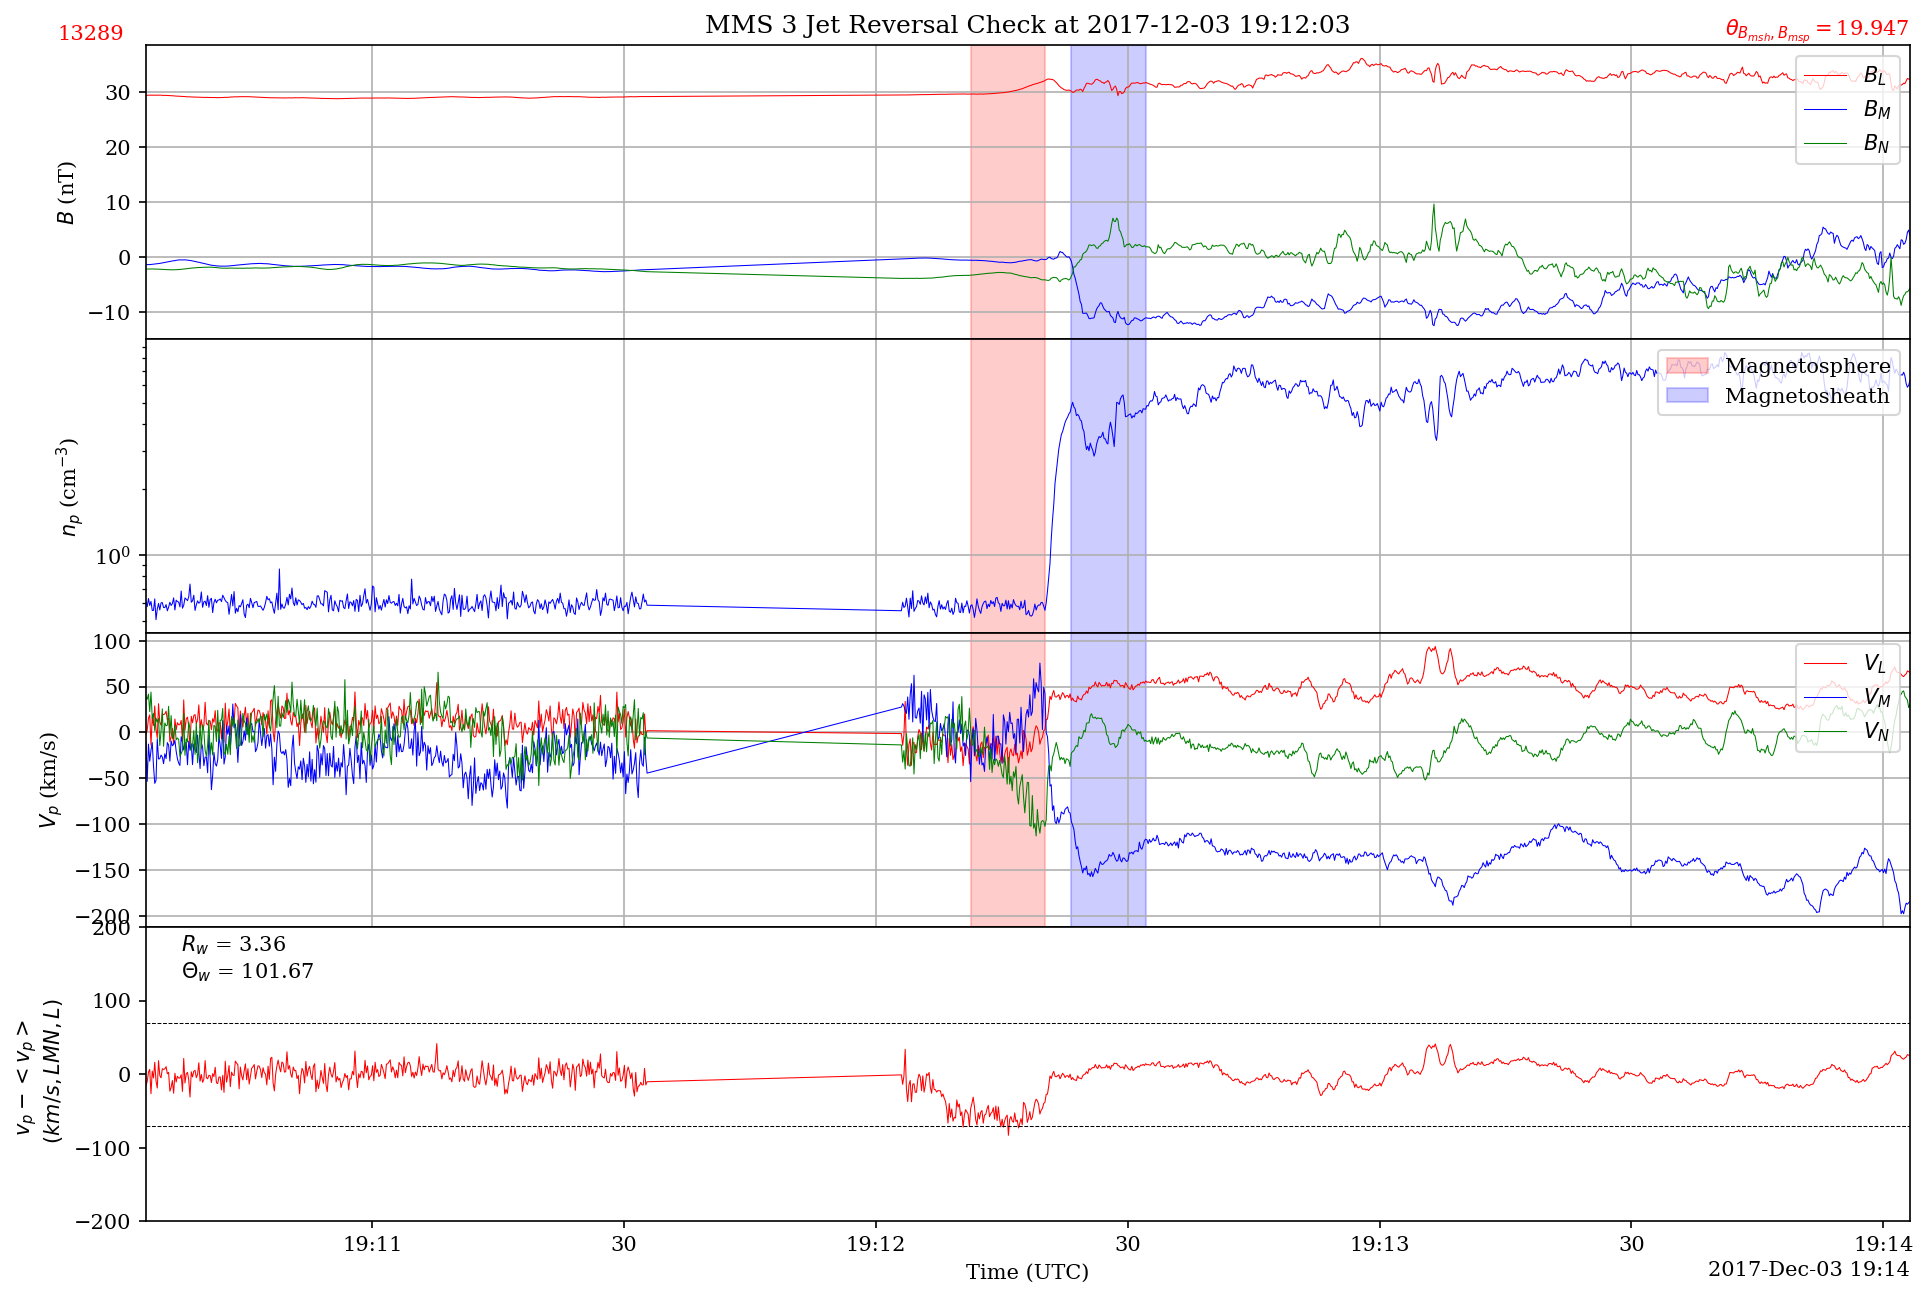 13289
MMS 3 Jet Reversal Check at 2017-12-03 19:12:03
θ_{B_{msh}, B_{msp}} = 19.947
B (nT)
30
20
10
0
−10
B_L
B_M
B_N
n_p (cm⁻³)
10⁰
Magnetosphere
Magnetosheath
V_p (km/s)
100
50
0
−50
−100
−150
−200
V_L
V_M
V_N
v_p − < v_p >
(km/s, LMN, L)
200
100
0
−100
−200
R_w = 3.36
Θ_w = 101.67
19:11
30
19:12
30
19:13
30
19:14
Time (UTC)
2017-Dec-03 19:14